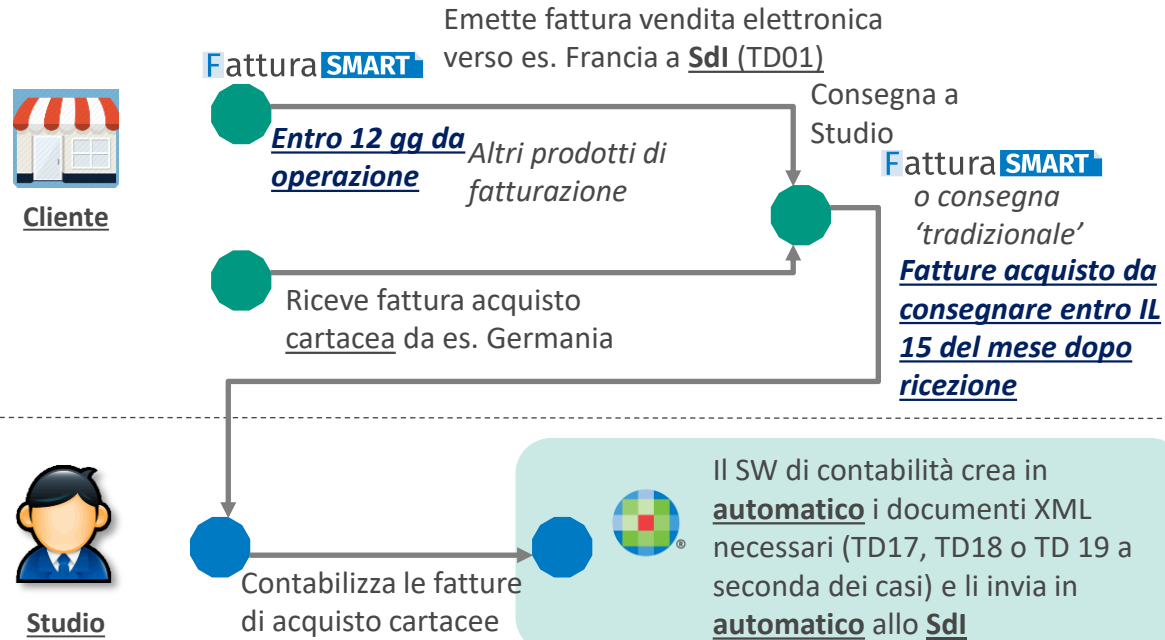 Emette fattura vendita elettronica
verso es. Francia a SdI (TD01)
Fattura SMART
Entro 12 gg da
operazione
Altri prodotti di
fatturazione
Consegna a
Studio
Fattura SMART
o consegna
‘tradizionale’
Fatture acquisto da
consegnare entro IL
15 del mese dopo
ricezione
Cliente
Riceve fattura acquisto
cartacea da es. Germania
Il SW di contabilità crea in
automatico i documenti XML
necessari (TD17, TD18 o TD 19 a
seconda dei casi) e li invia in
automatico allo SdI
®
Contabilizza le fatture
di acquisto cartacee
Studio